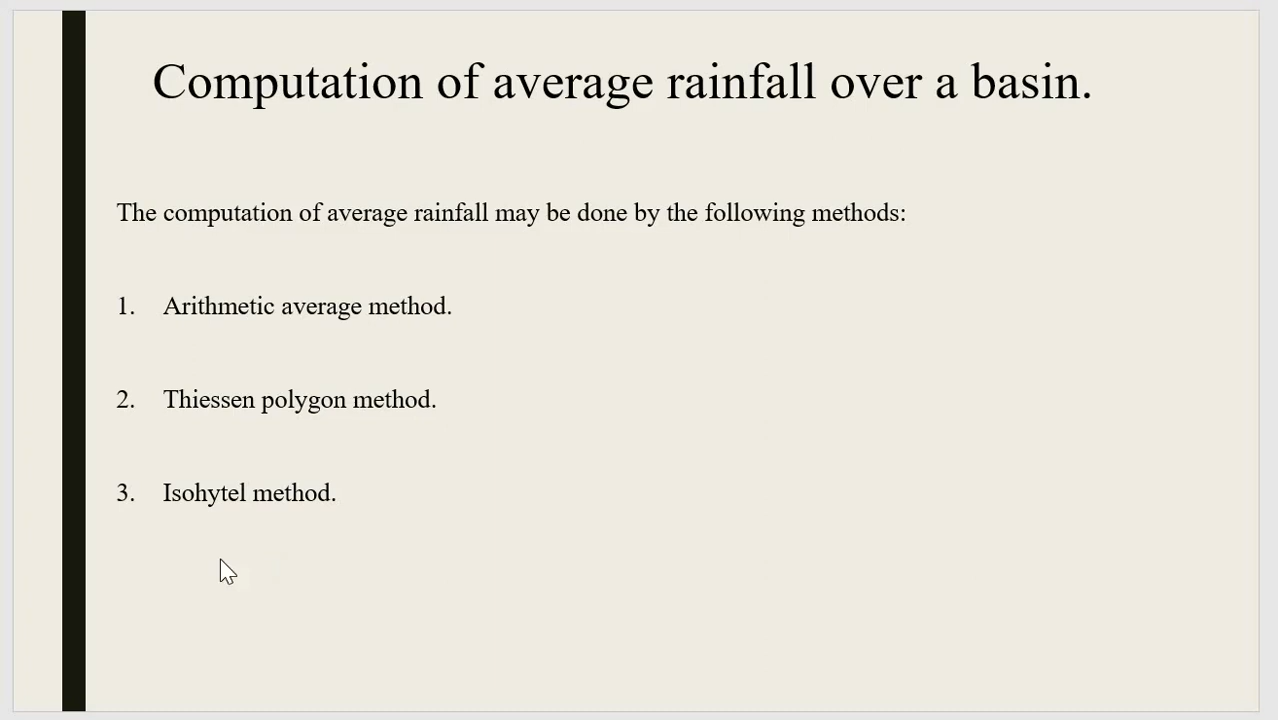 Computation of average rainfall over a basin.
The computation of average rainfall may be done by the following methods:
1. Arithmetic average method.
2. Thiessen polygon method.
3. Isohytel method.